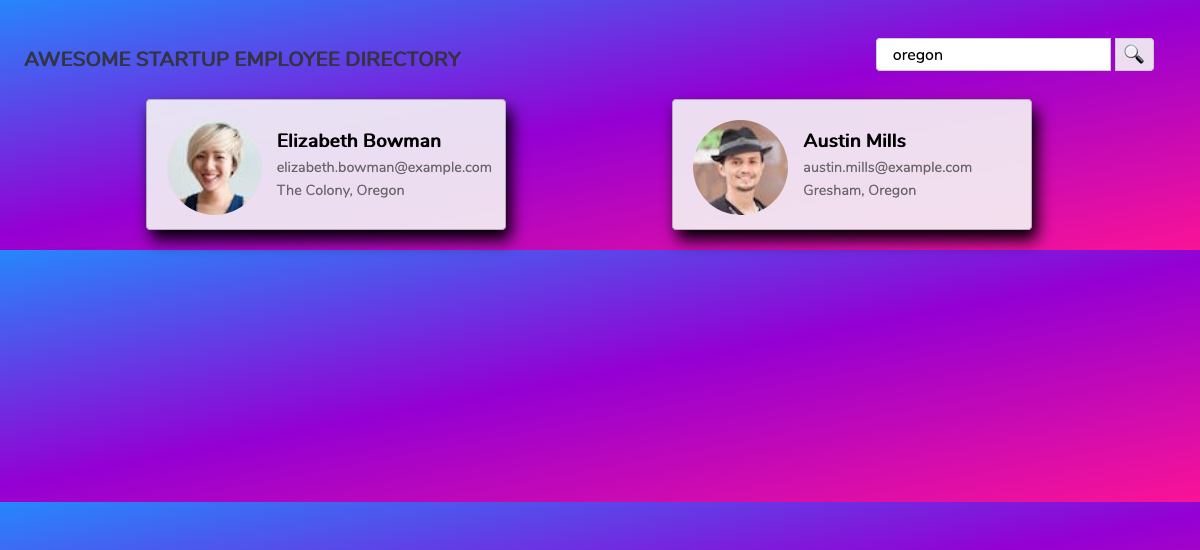 AWESOME STARTUP EMPLOYEE DIRECTORY
oregon
Elizabeth Bowman
elizabeth.bowman@example.com
The Colony, Oregon
Austin Mills
austin.mills@example.com
Gresham, Oregon